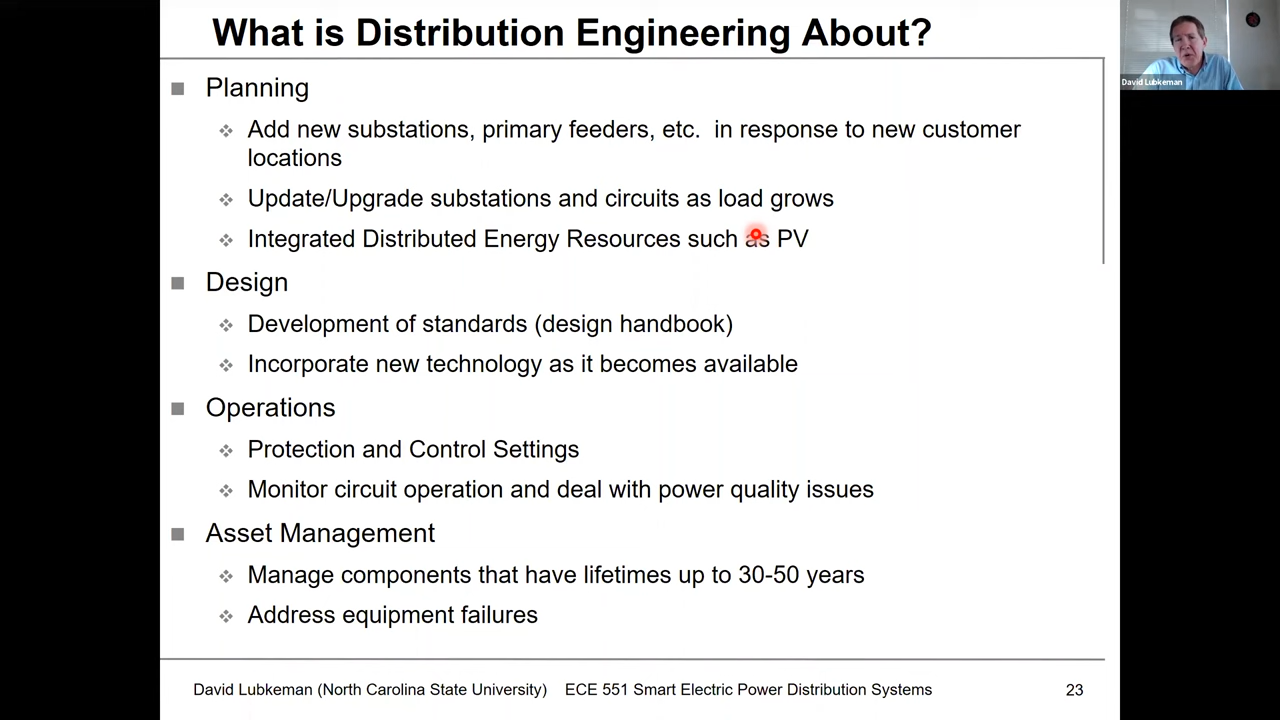 What is Distribution Engineering About?
David Lubkeman
Planning
Add new substations, primary feeders, etc. in response to new customer
locations
Update/Upgrade substations and circuits as load grows
Integrated Distributed Energy Resources such as PV
Design
Development of standards (design handbook)
Incorporate new technology as it becomes available
Operations
Protection and Control Settings
Monitor circuit operation and deal with power quality issues
Asset Management
Manage components that have lifetimes up to 30-50 years
Address equipment failures
David Lubkeman (North Carolina State University) ECE 551 Smart Electric Power Distribution Systems 23